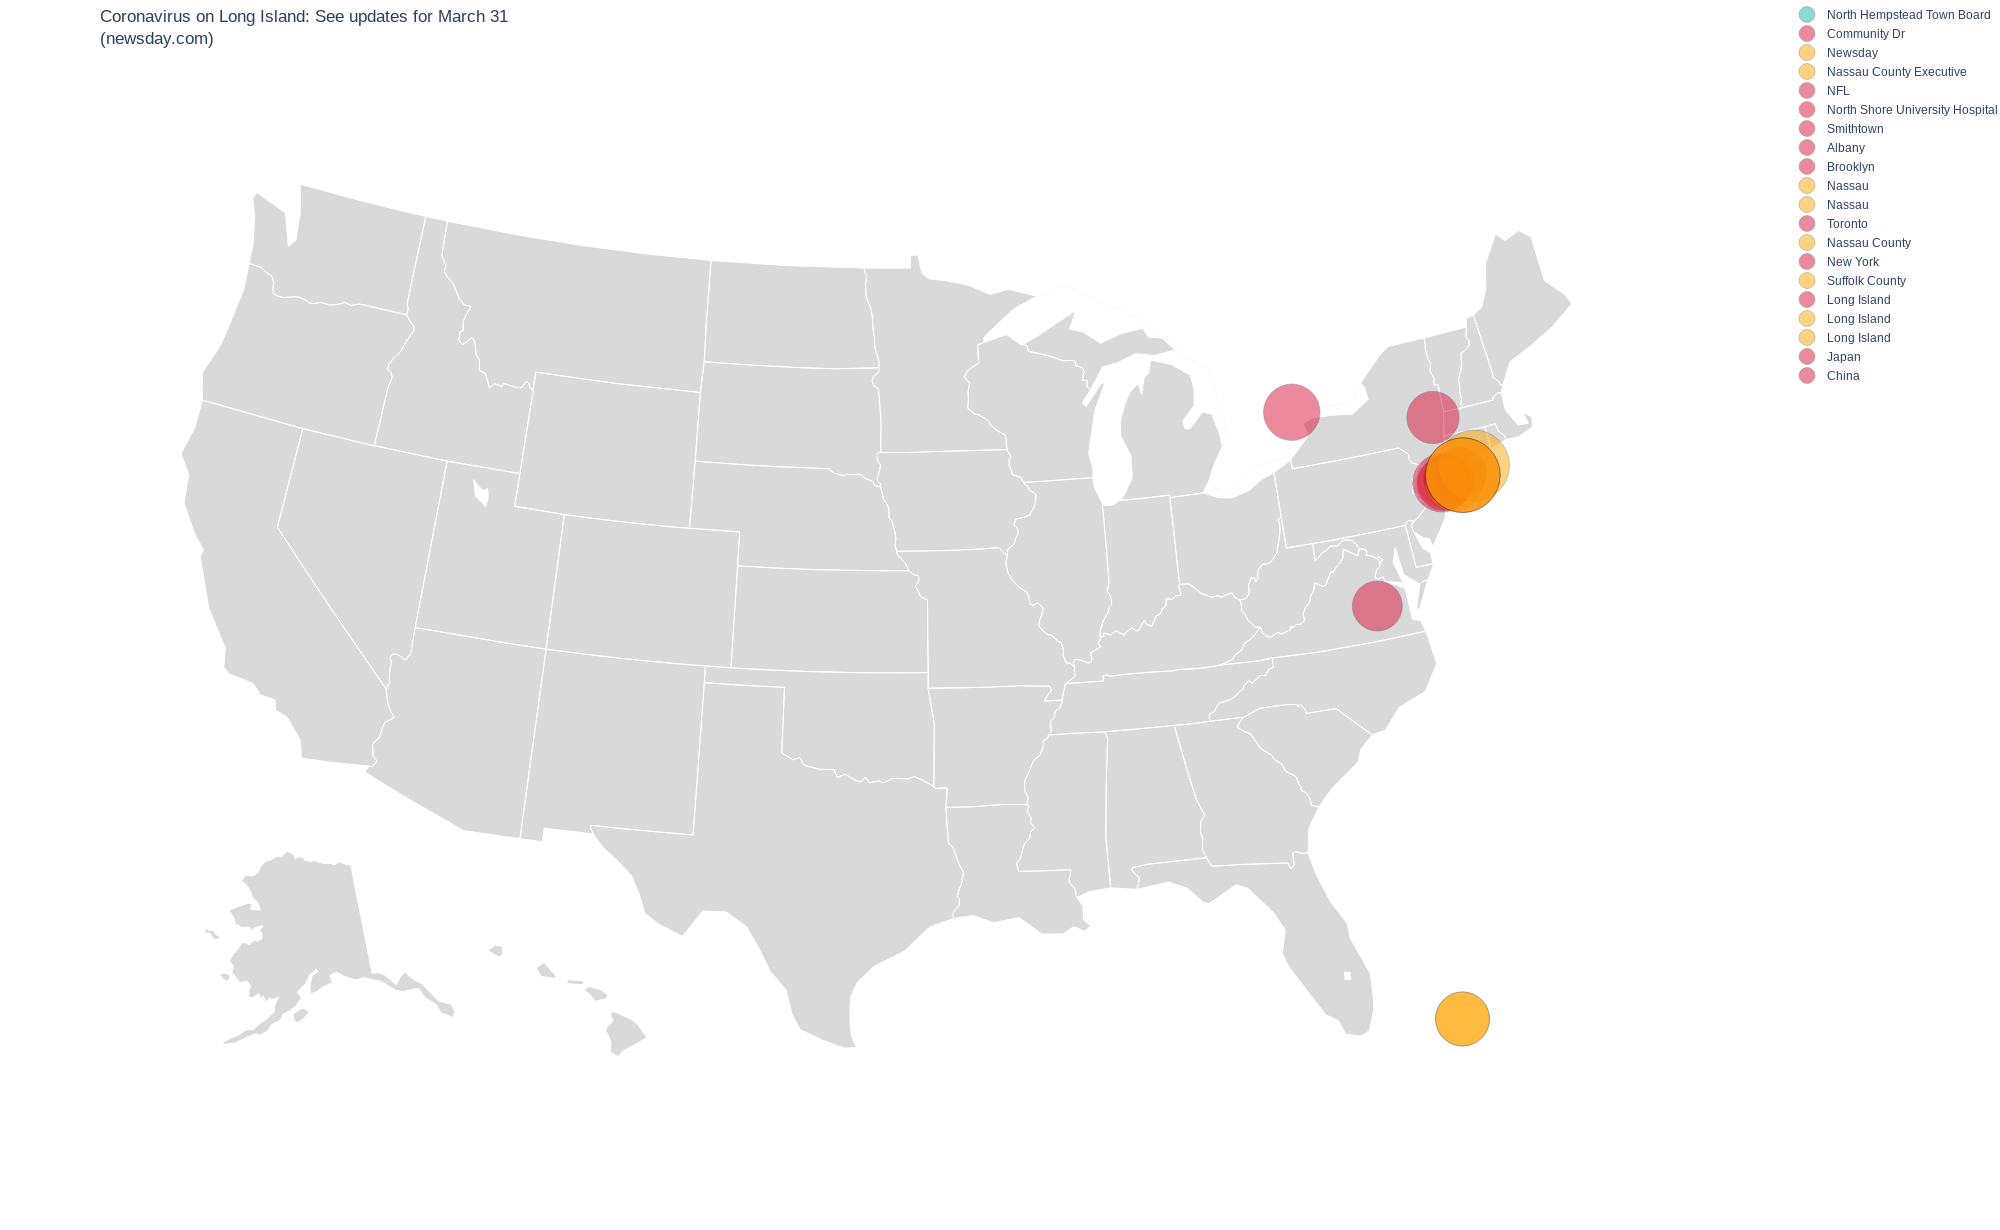 Coronavirus on Long Island: See updates for March 31
(newsday.com)
North Hempstead Town Board
Community Dr
Newsday
Nassau County Executive
NFL
North Shore University Hospital
Smithtown
Albany
Brooklyn
Nassau
Nassau
Toronto
Nassau County
New York
Suffolk County
Long Island
Long Island
Long Island
Japan
China